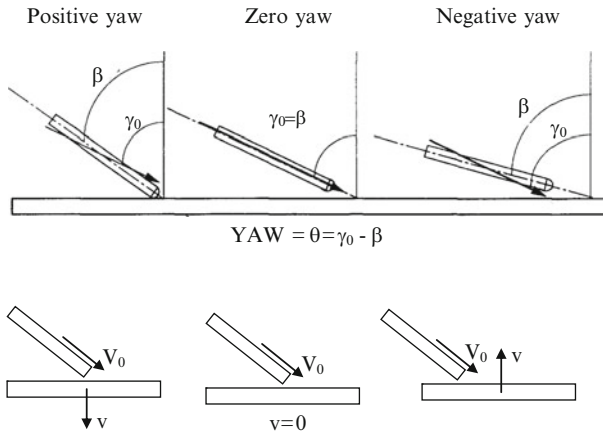 Positive yaw Zero yaw Negative yaw
β γ₀ γ₀=β β γ₀
YAW = θ=γ₀ - β
V₀ V₀ V₀ v
v v=0